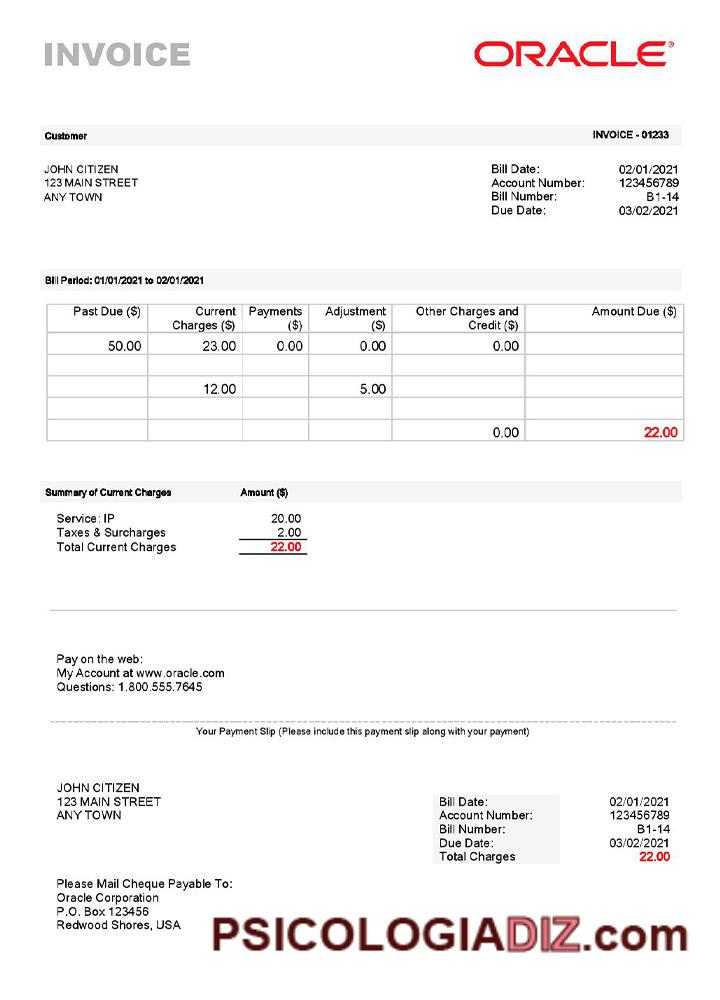 INVOICE
ORACLE®
Customer INVOICE - 01233
JOHN CITIZEN
123 MAIN STREET
ANY TOWN
Bill Date: 02/01/2021
Account Number: 123456789
Bill Number: B1-14
Due Date: 03/02/2021
Bill Period: 01/01/2021 to 02/01/2021
Past Due ($) Current Charges ($) Payments ($) Adjustment ($) Other Charges and Credit ($) Amount Due ($)
50.00 23.00 0.00 0.00 0.00
12.00 5.00
0.00 22.00
Summary of Current Charges Amount ($)
Service: IP 20.00
Taxes & Surcharges 2.00
Total Current Charges 22.00
Pay on the web:
My Account at www.oracle.com
Questions: 1.800.555.7645
Your Payment Slip (Please include this payment slip along with your payment)
JOHN CITIZEN
123 MAIN STREET
ANY TOWN
Bill Date: 02/01/2021
Account Number: 123456789
Bill Number: B1-14
Due Date: 03/02/2021
Total Charges 22.00
Please Mail Cheque Payable To:
Oracle Corporation
P.O. Box 123456
Redwood Shores, USA
PSICOLOGIADIZ.com